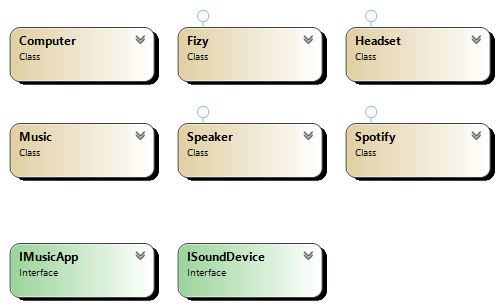 Computer
Class
Fizy
Class
Headset
Class
Music
Class
Speaker
Class
Spotify
Class
IMusicApp
Interface
ISoundDevice
Interface